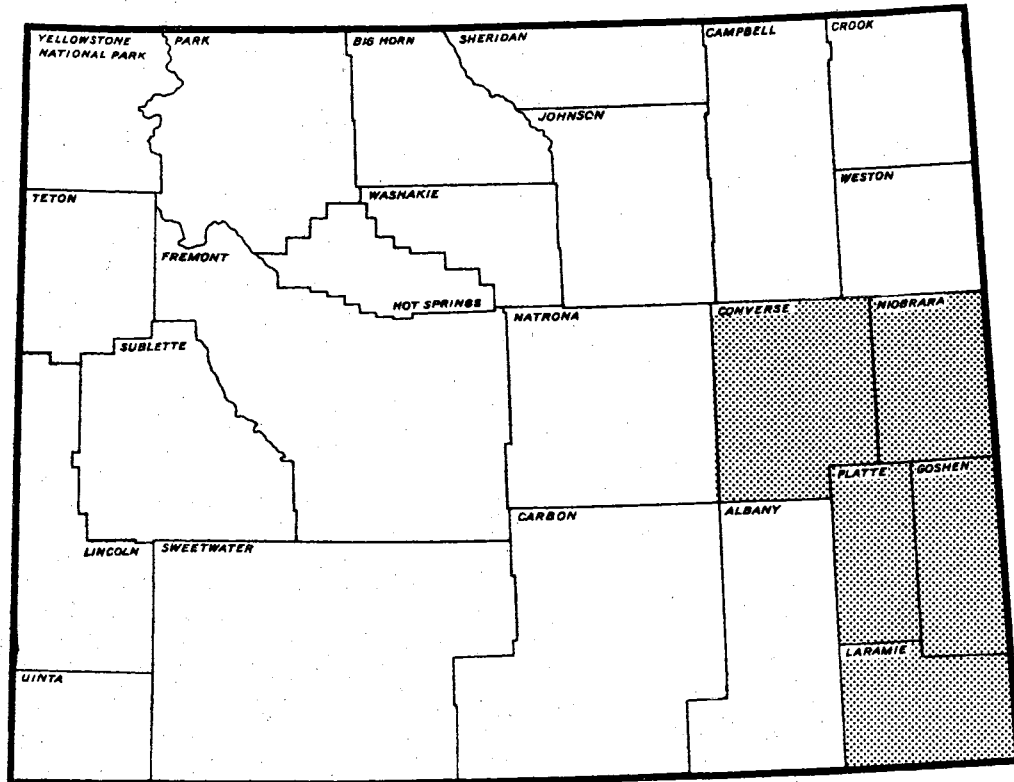 YELLOWSTONE
NATIONAL PARK
PARK
BIG HORN
SHERIDAN
CAMPBELL
CROOK
JOHNSON
TETON
WASHAKIE
WESTON
FREMONT
HOT SPRINGS
NATRONA
CONVERSE
NIOBRARA
SUBLETTE
PLATTE
GOSHEN
CARBON
ALBANY
LINCOLN
SWEETWATER
LARAMIE
UINTA